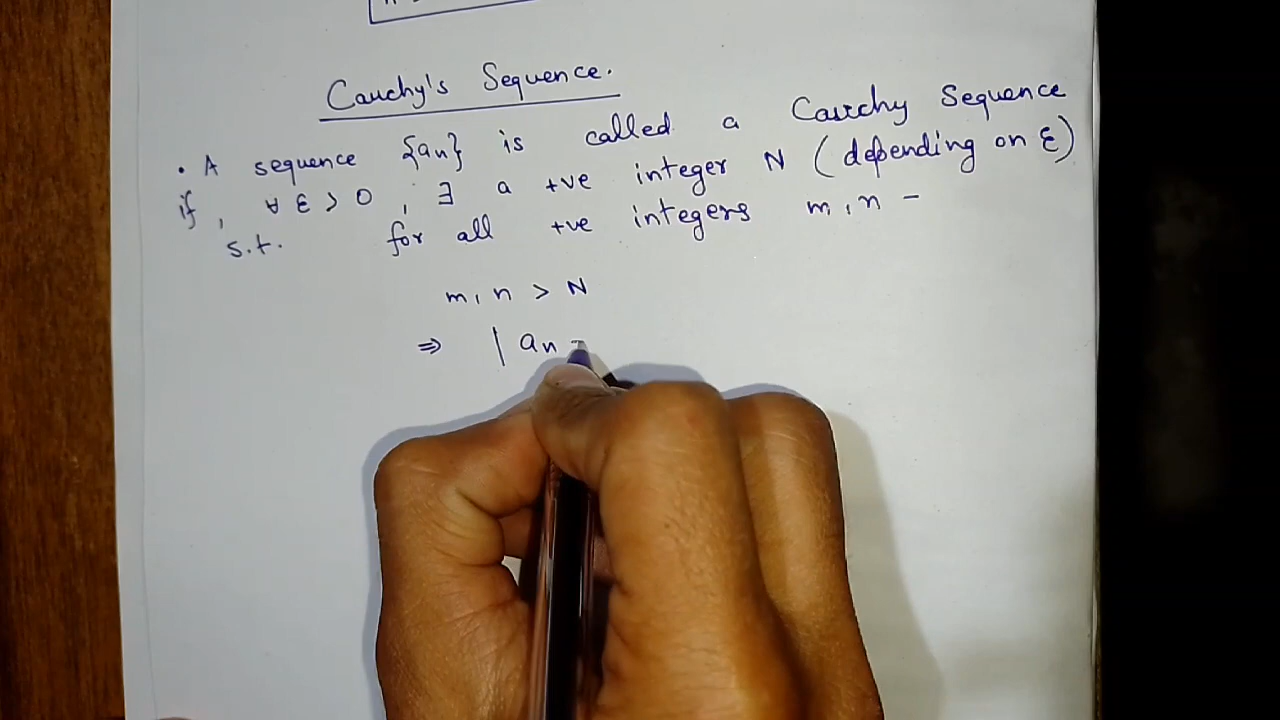 Cauchy's Sequence.
• A sequence {aₙ} is called a Cauchy Sequence
if, ∀ ε > 0, ∃ a +ve integer N (depending on ε)
s.t. for all +ve integers m, n -
m, n > N
⇒ | aₙ -